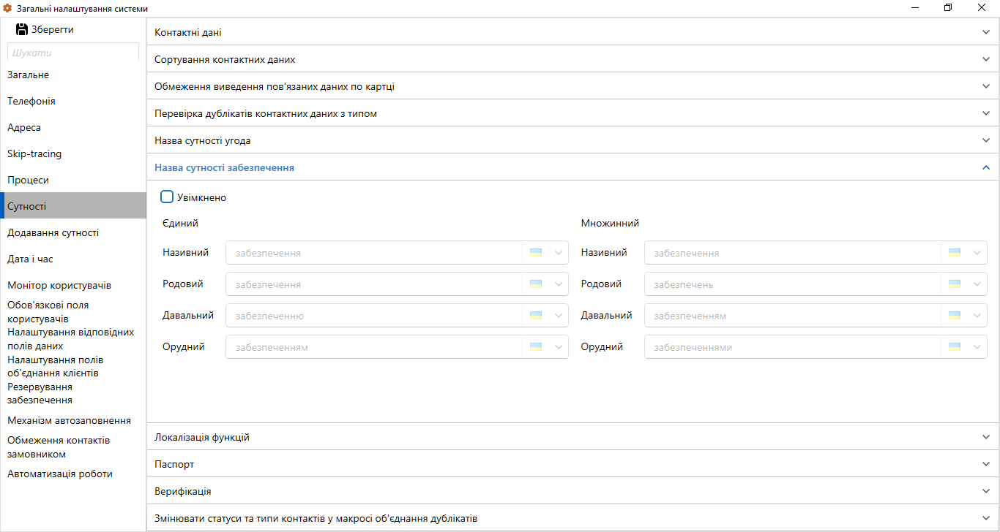 Загальні налаштування системи
Зберегти
Шукати
Загальне
Телефонія
Адреса
Skip-tracing
Процеси
Сутності
Додавання сутності
Дата і час
Монітор користувачів
Обов'язкові поля
користувачів
Налаштування відповідних
полів даних
Налаштування полів
об'єднання клієнтів
Резервування
забезпечення
Механізм автозаповнення
Обмеження контактів
замовником
Автоматизація роботи
Контактні дані
Сортування контактних даних
Обмеження виведення пов'язаних даних по картці
Перевірка дублікатів контактних даних з типом
Назва сутності угода
Назва сутності забезпечення
Увімкнено
Єдиний
Називний забезпечення
Родовий забезпечення
Давальний забезпеченню
Орудний забезпеченням
Множинний
Називний забезпечення
Родовий забезпечень
Давальний забезпеченням
Орудний забезпеченнями
Локалізація функцій
Паспорт
Верифікація
Змінювати статуси та типи контактів у макросі об'єднання дублікатів